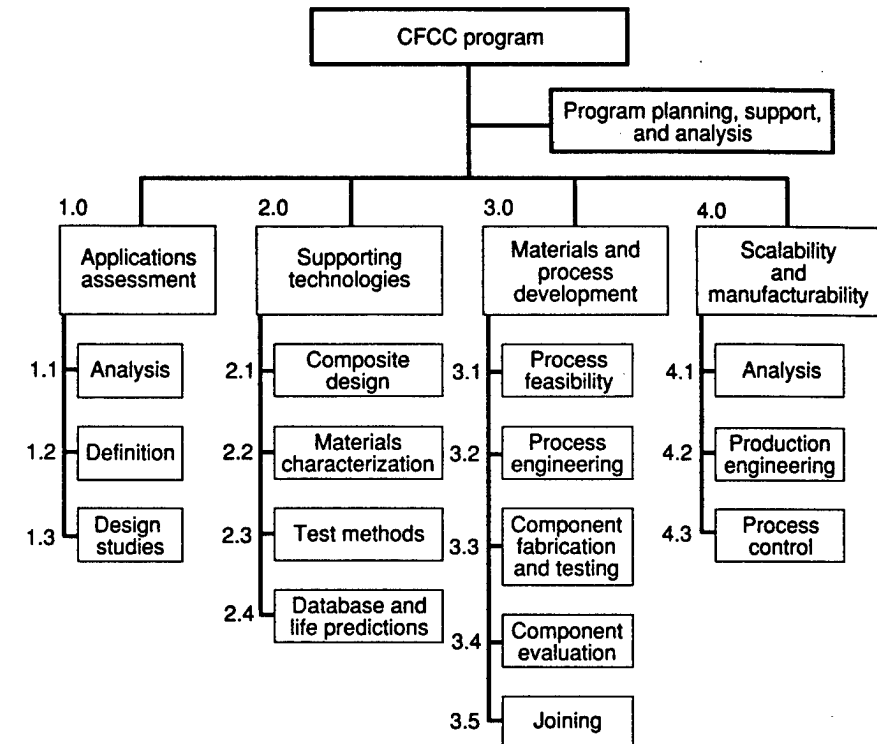 CFCC program
Program planning, support,
and analysis
1.0
Applications
assessment
1.1
Analysis
1.2
Definition
1.3
Design
studies
2.0
Supporting
technologies
2.1
Composite
design
2.2
Materials
characterization
2.3
Test methods
2.4
Database and
life predictions
3.0
Materials and
process
development
3.1
Process
feasibility
3.2
Process
engineering
3.3
Component
fabrication
and testing
3.4
Component
evaluation
3.5
Joining
4.0
Scalability
and
manufacturability
4.1
Analysis
4.2
Production
engineering
4.3
Process
control